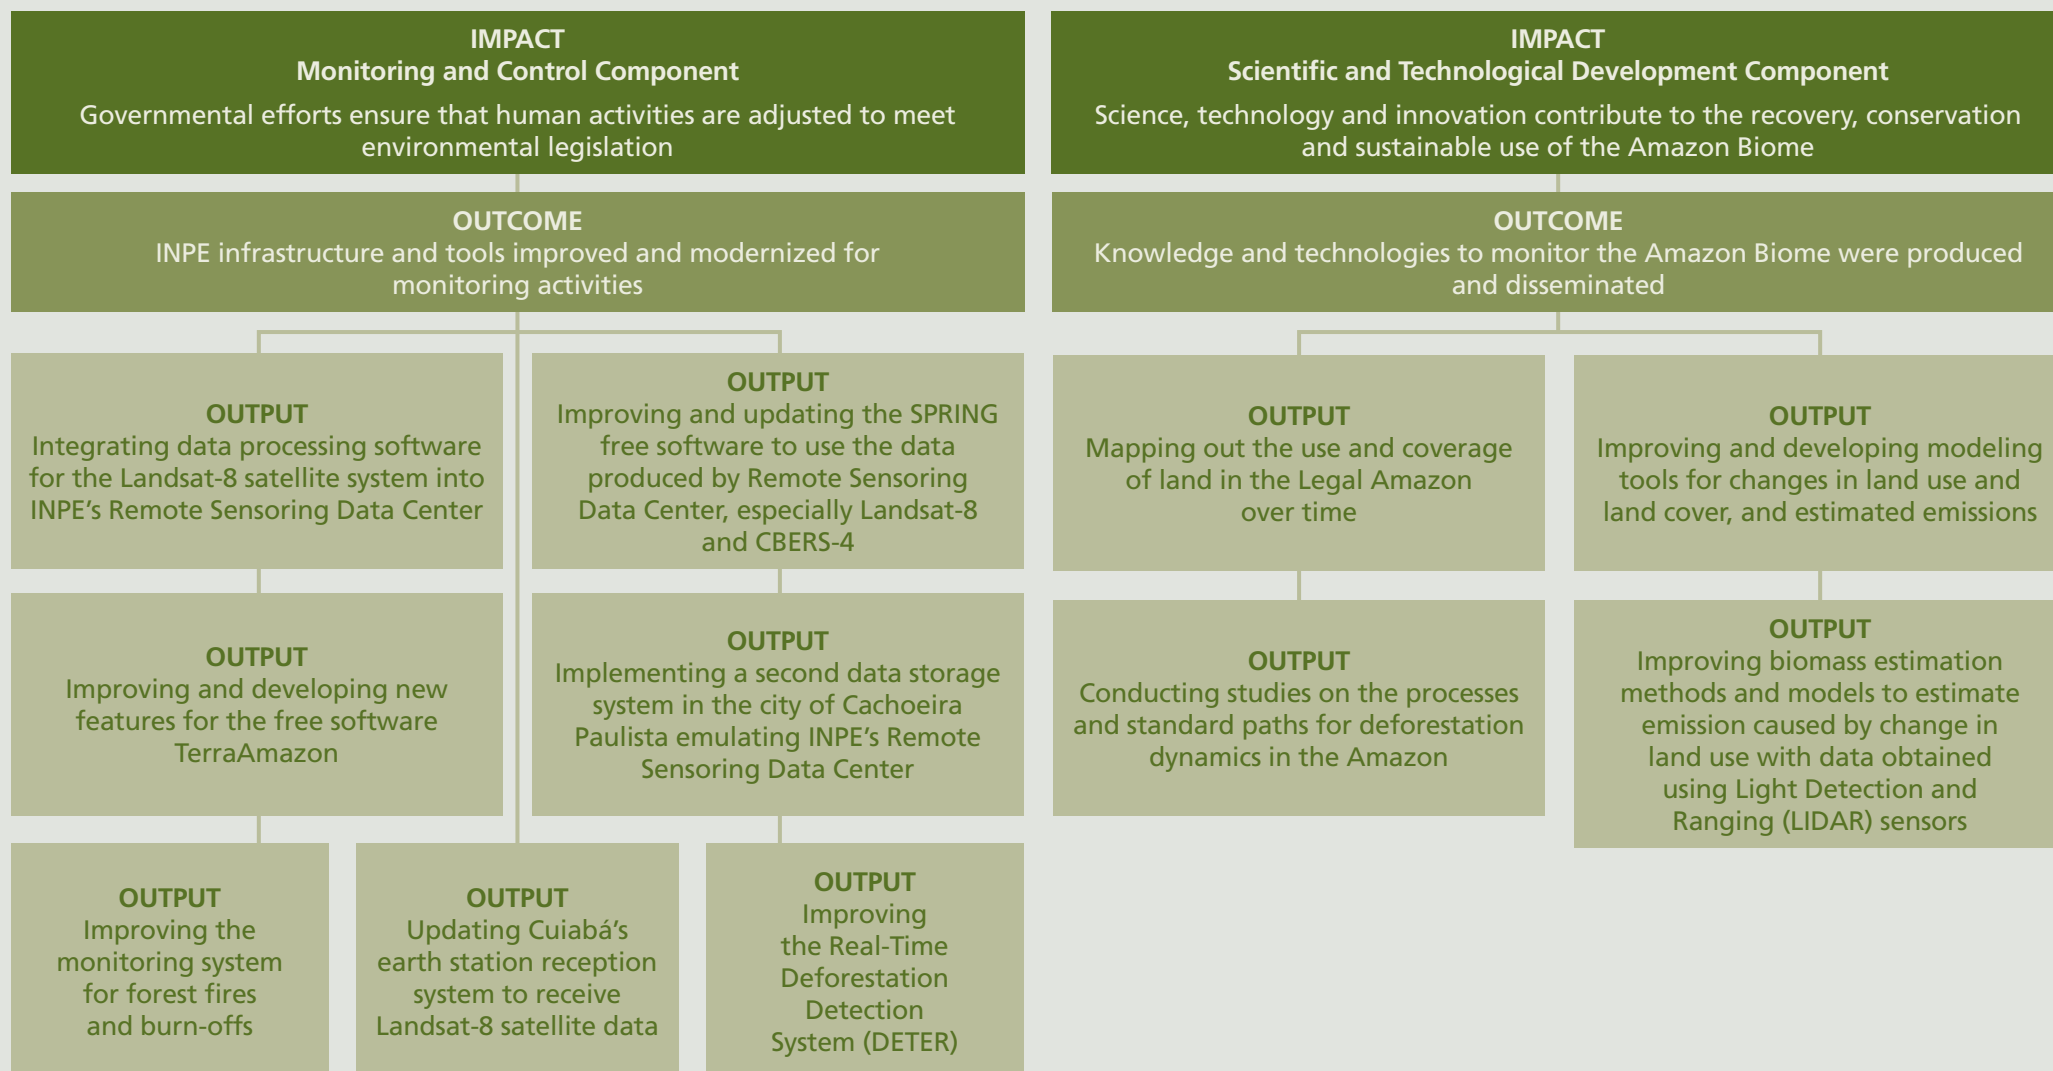 IMPACT
Monitoring and Control Component
Governmental efforts ensure that human activities are adjusted to meet
environmental legislation
OUTCOME
INPE infrastructure and tools improved and modernized for
monitoring activities
OUTPUT
Integrating data processing software
for the Landsat-8 satellite system into
INPE’s Remote Sensoring Data Center
OUTPUT
Improving and updating the SPRING
free software to use the data
produced by Remote Sensoring
Data Center, especially Landsat-8
and CBERS-4
OUTPUT
Improving and developing new
features for the free software
TerraAmazon
OUTPUT
Implementing a second data storage
system in the city of Cachoeira
Paulista emulating INPE’s Remote
Sensoring Data Center
OUTPUT
Improving the
monitoring system
for forest fires
and burn-offs
OUTPUT
Updating Cuiabá’s
earth station reception
system to receive
Landsat-8 satellite data
OUTPUT
Improving
the Real-Time
Deforestation
Detection
System (DETER)
IMPACT
Scientific and Technological Development Component
Science, technology and innovation contribute to the recovery, conservation
and sustainable use of the Amazon Biome
OUTCOME
Knowledge and technologies to monitor the Amazon Biome were produced
and disseminated
OUTPUT
Mapping out the use and coverage
of land in the Legal Amazon
over time
OUTPUT
Improving and developing modeling
tools for changes in land use and
land cover, and estimated emissions
OUTPUT
Conducting studies on the processes
and standard paths for deforestation
dynamics in the Amazon
OUTPUT
Improving biomass estimation
methods and models to estimate
emission caused by change in
land use with data obtained
using Light Detection and
Ranging (LIDAR) sensors